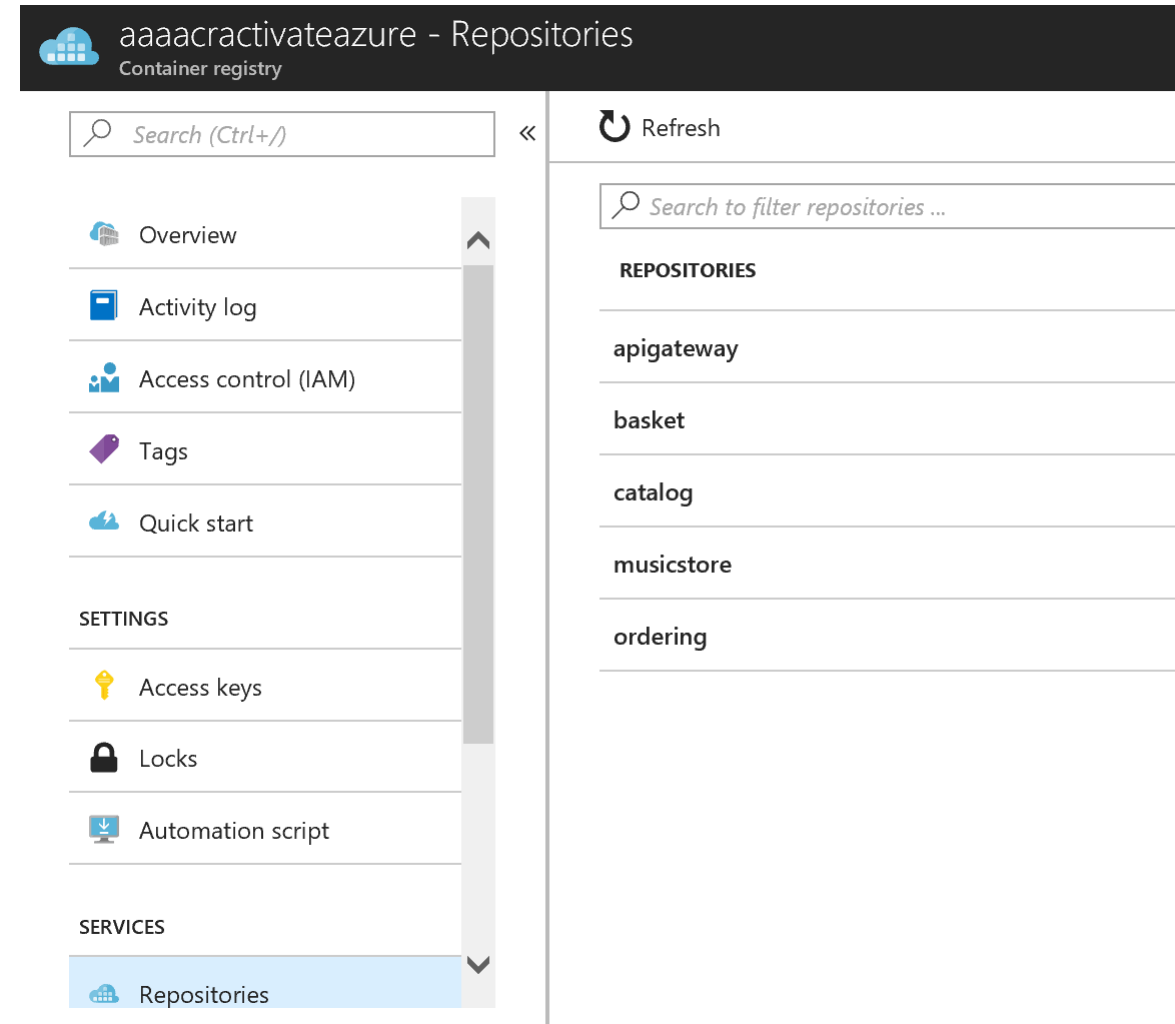 aaaacractivateazure - Repositories
Container registry
Search (Ctrl+/)
«
Overview
Activity log
Access control (IAM)
Tags
Quick start
SETTINGS
Access keys
Locks
Automation script
SERVICES
Repositories
Refresh
Search to filter repositories ...
REPOSITORIES
apigateway
basket
catalog
musicstore
ordering